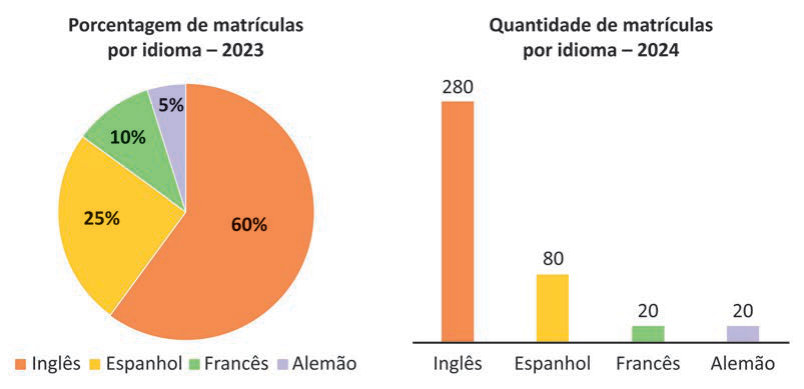 Porcentagem de matrículas
por idioma – 2023
5%
10%
25%
60%
Inglês Espanhol Francês Alemão
Quantidade de matrículas
por idioma – 2024
280
80
20
20
Inglês Espanhol Francês Alemão